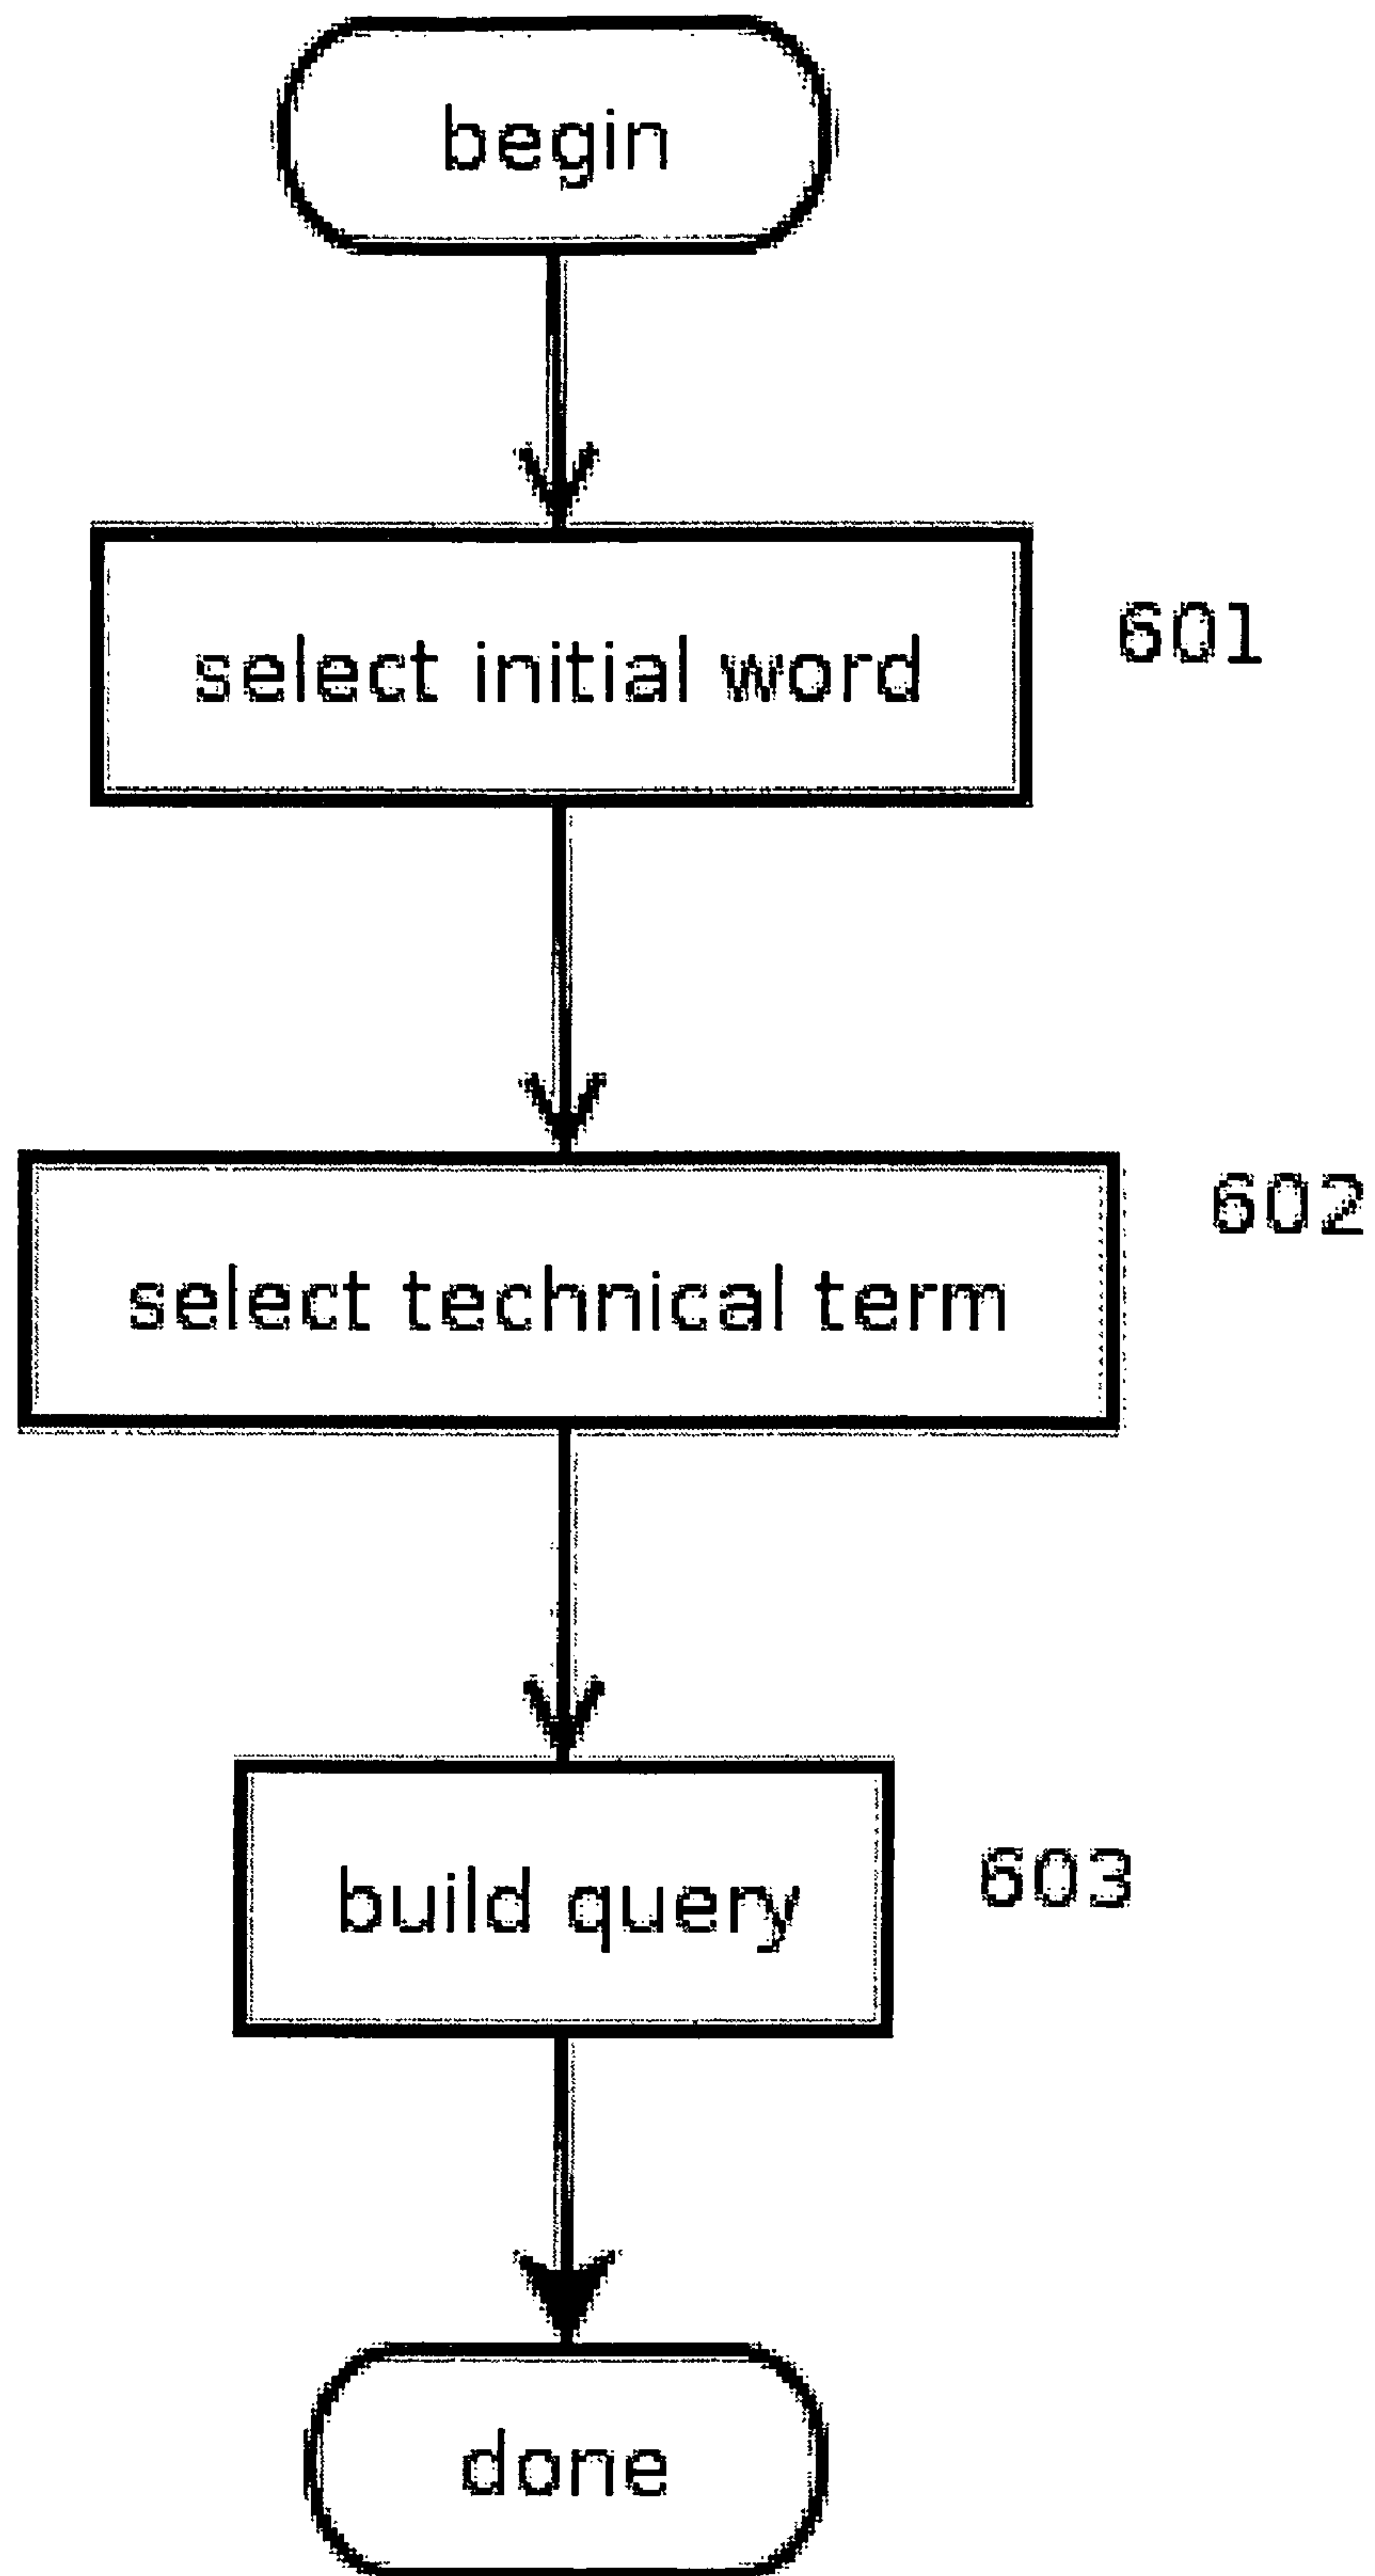 begin
select initial word
601
select technical term
602
build query
603
done